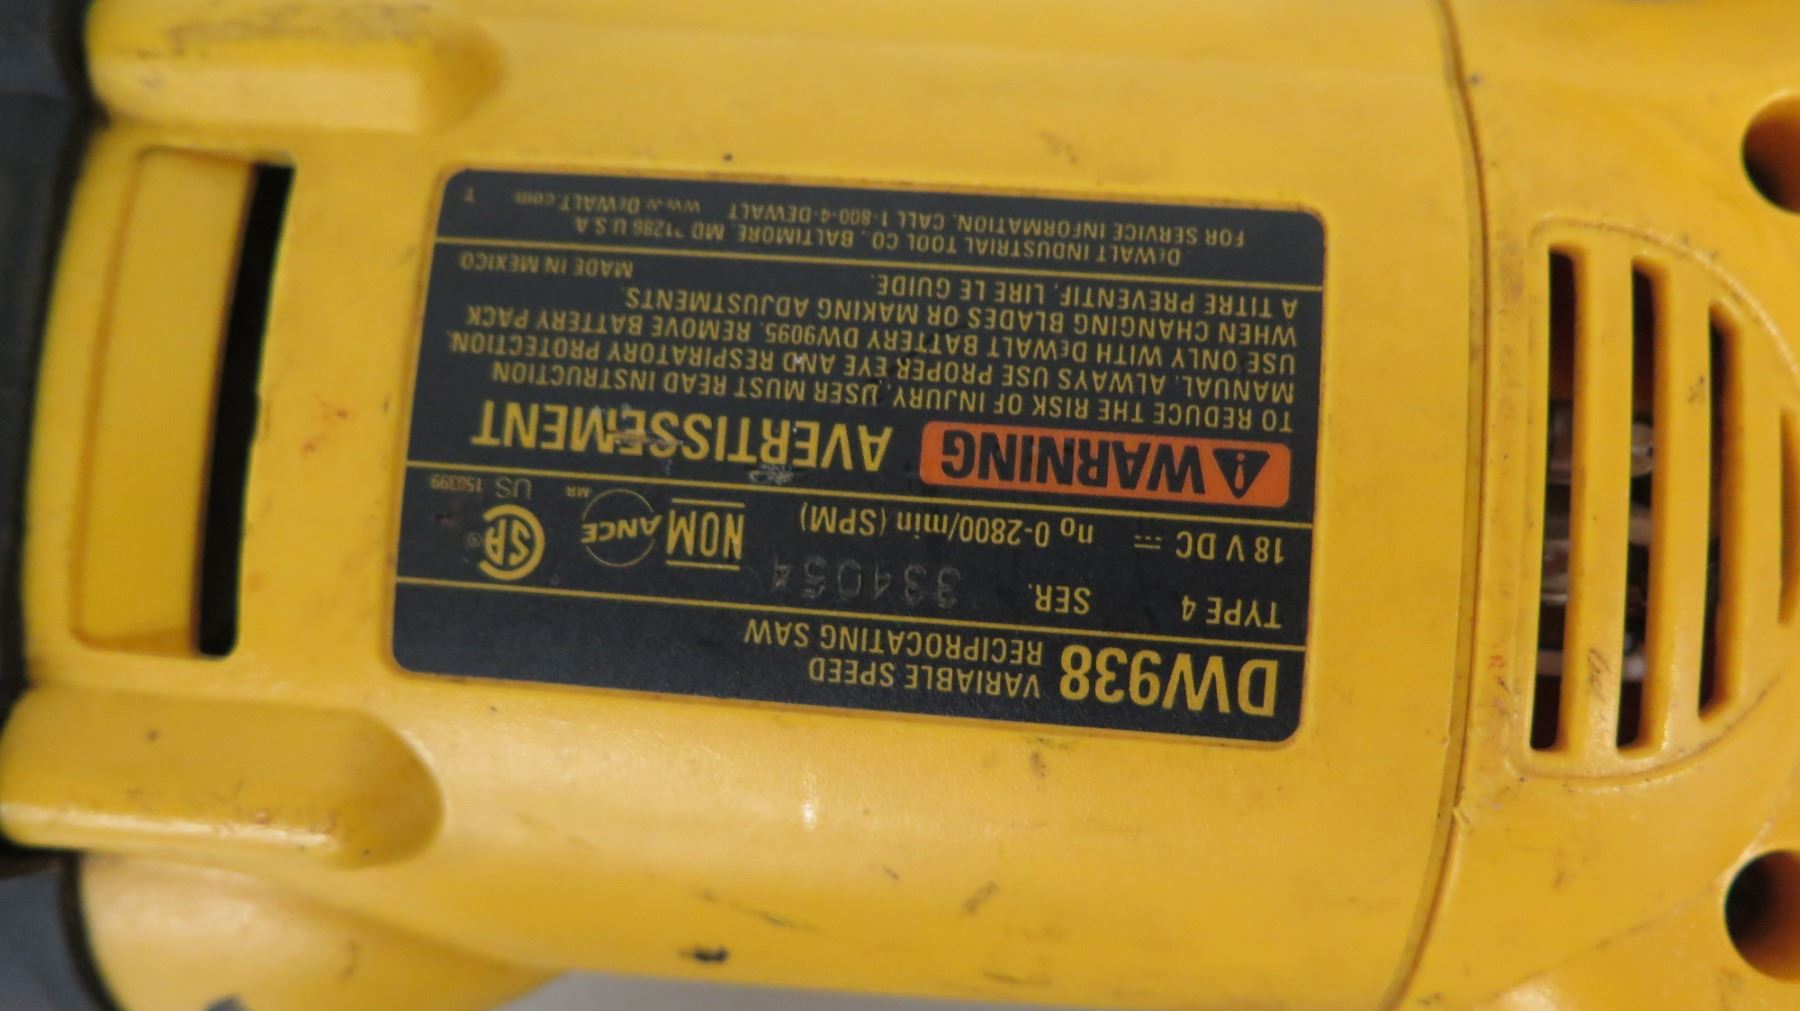 DW938 VARIABLE SPEED
RECIPROCATING SAW
TYPE 4 SER. 334054
18 V DC n₀ 0-2800/min (SPM)
NOM ANCE MR SA US
WARNING AVERTISSEMENT
TO REDUCE THE RISK OF INJURY, USER MUST READ INSTRUCTION
MANUAL. ALWAYS USE PROPER EYE AND RESPIRATORY PROTECTION.
USE ONLY WITH DEWALT BATTERY DW9095. REMOVE BATTERY PACK
WHEN CHANGING BLADES OR MAKING ADJUSTMENTS.
A TITRE PREVENTIF, LIRE LE GUIDE. MADE IN MEXICO
DEWALT INDUSTRIAL TOOL CO., BALTIMORE, MD 21286 U.S.A.
FOR SERVICE INFORMATION, CALL 1-800-4-DEWALT www.DEWALT.com T